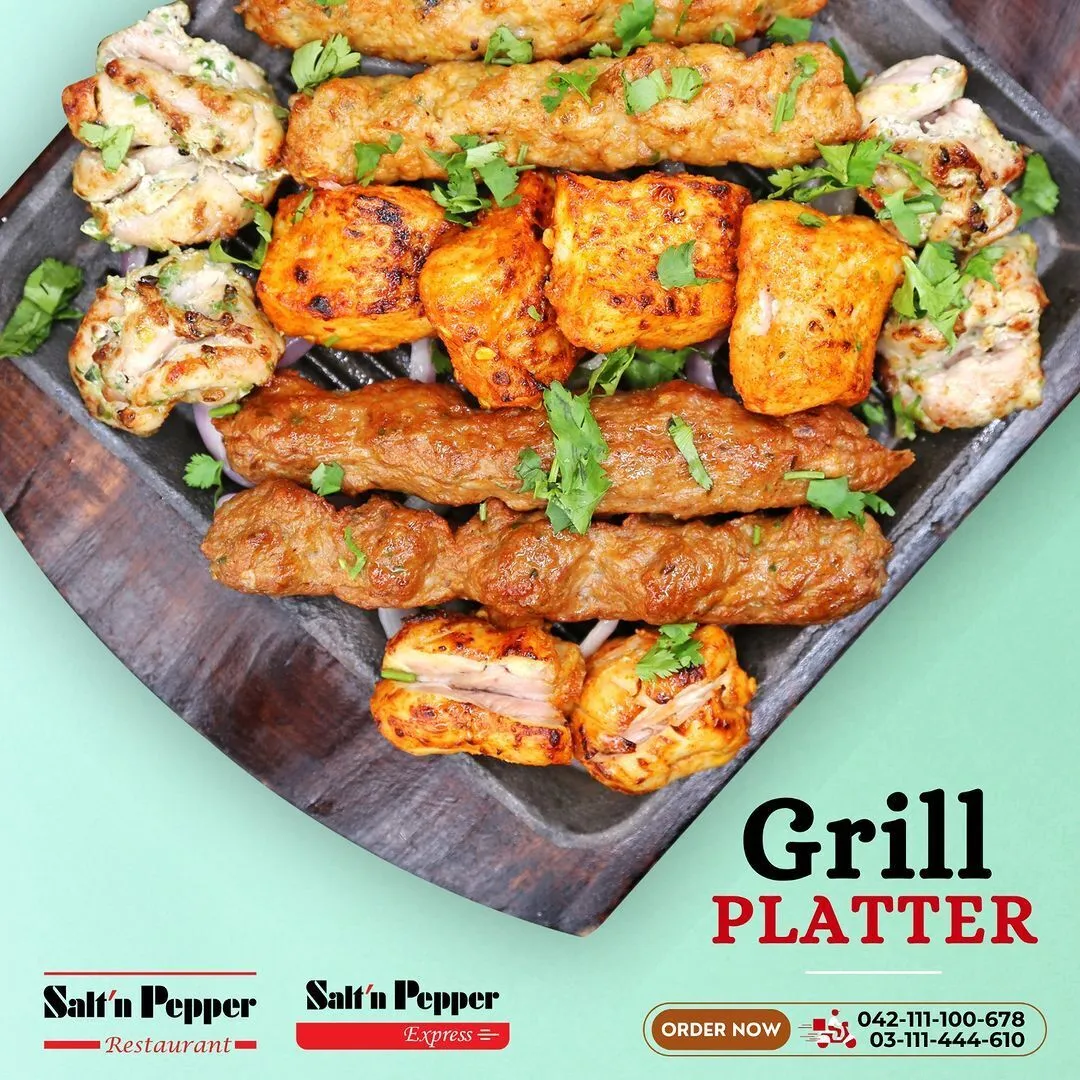 Grill
PLATTER
Salt'n Pepper
Restaurant
Salt'n Pepper
Express
ORDER NOW
042-111-100-678
03-111-444-610